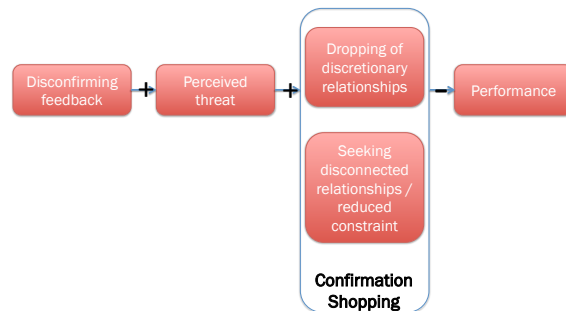 Disconfirming
feedback
+
Perceived
threat
+
Dropping of
discretionary
relationships
Seeking
disconnected
relationships /
reduced
constraint
Confirmation
Shopping
-
Performance